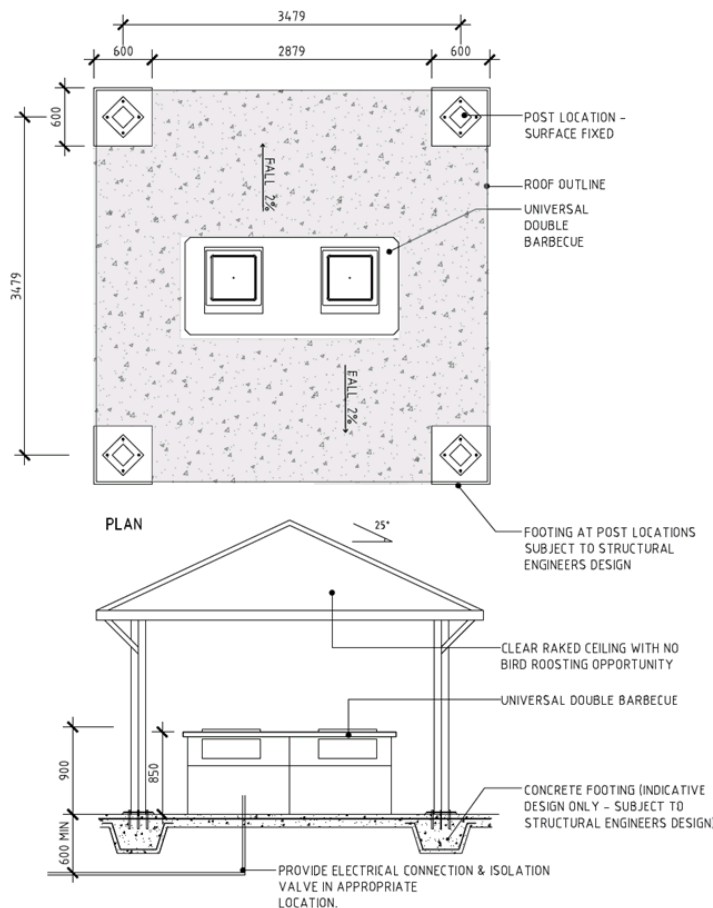 3479
600
2879
600
600
POST LOCATION -
SURFACE FIXED
FALL 2%
ROOF OUTLINE
UNIVERSAL
DOUBLE
BARBECUE
3479
FALL 2%
PLAN
FOOTING AT POST LOCATIONS
SUBJECT TO STRUCTURAL
ENGINEERS DESIGN
25°
CLEAR RAKED CEILING WITH NO
BIRD ROOSTING OPPORTUNITY
UNIVERSAL DOUBLE BARBECUE
900
850
CONCRETE FOOTING (INDICATIVE
DESIGN ONLY - SUBJECT TO
STRUCTURAL ENGINEERS DESIGN)
600 MIN
PROVIDE ELECTRICAL CONNECTION & ISOLATION
VALVE IN APPROPRIATE
LOCATION.